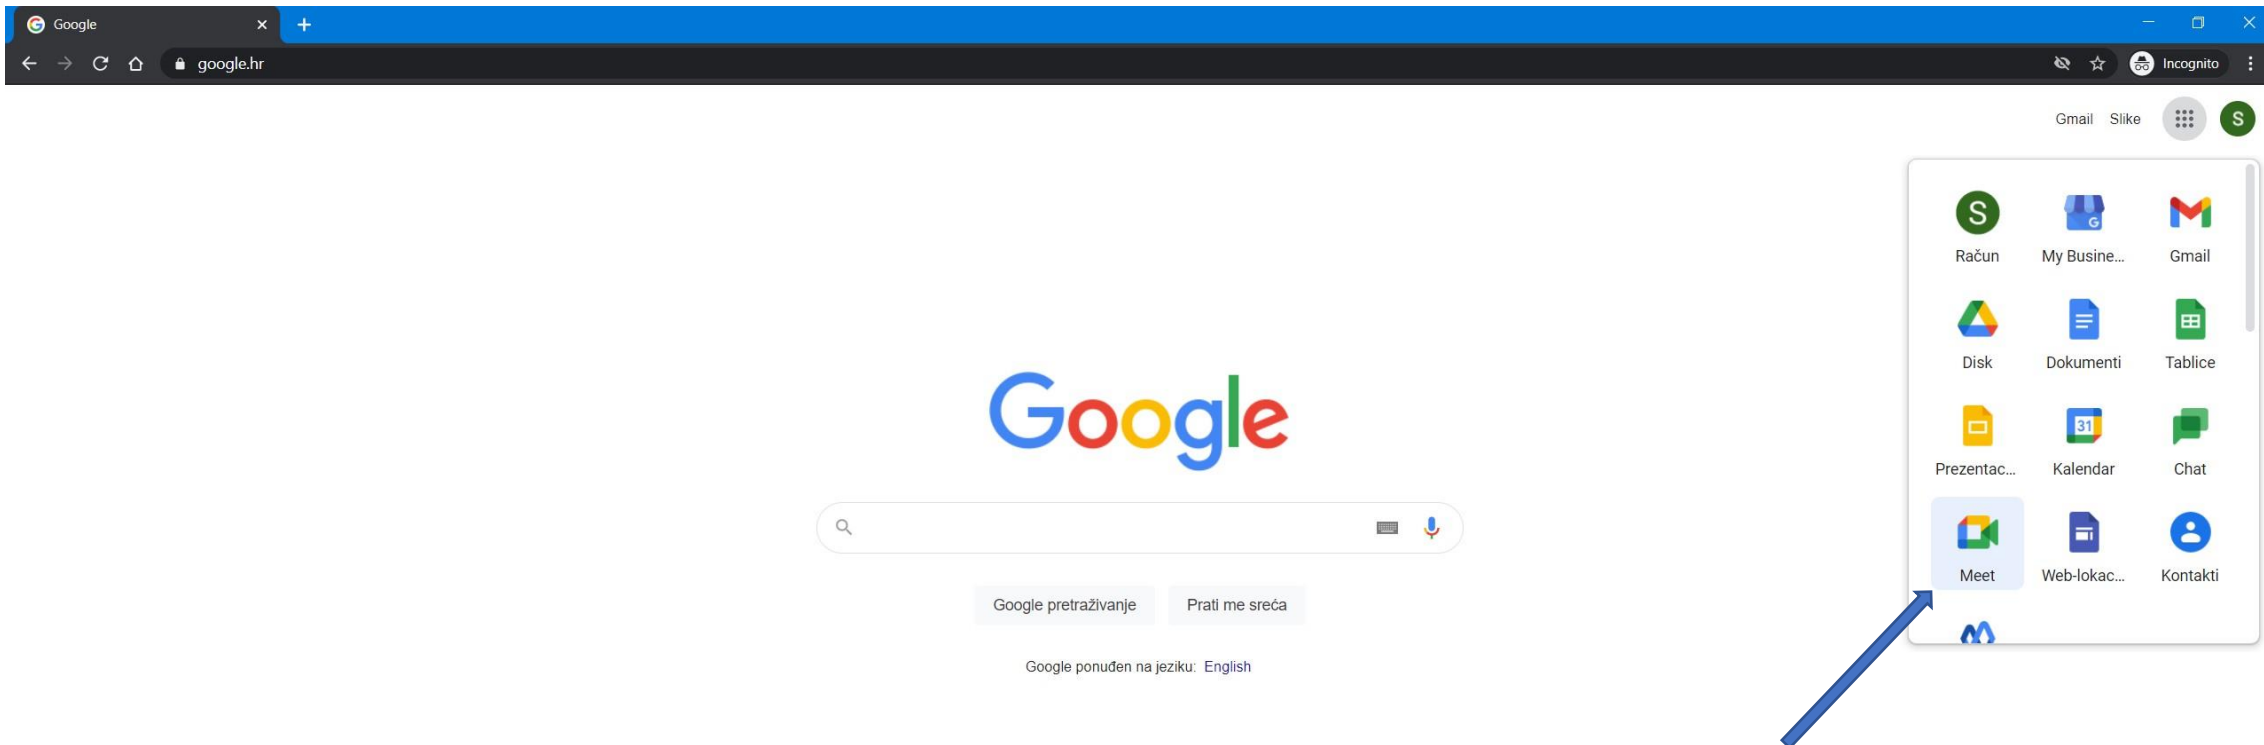 Google
google.hr
Incognito
Gmail Slike
S
S
Račun My Busine... Gmail
Disk Dokumenti Tablice
31
Prezentac... Kalendar Chat
Meet Web-lokac... Kontakti
Google
Google pretraživanje Prati me sreća
Google ponuđen na jeziku: English